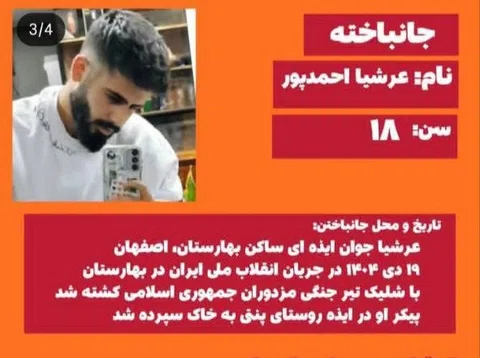 3/4
جانباخته
نام: عرشیا احمدپور
سن: ۱۸
تاریخ و محل جانباختن:
عرشیا جوان ایذه ای ساکن بهارستان، اصفهان
۱۹ دی ۱۴۰۴ در جریان انقلاب ملی ایران در بهارستان
با شلیک تیر جنگی مزدوران جمهوری اسلامی کشته شد
پیکر او در ایذه روستای پنتی به خاک سپرده شد